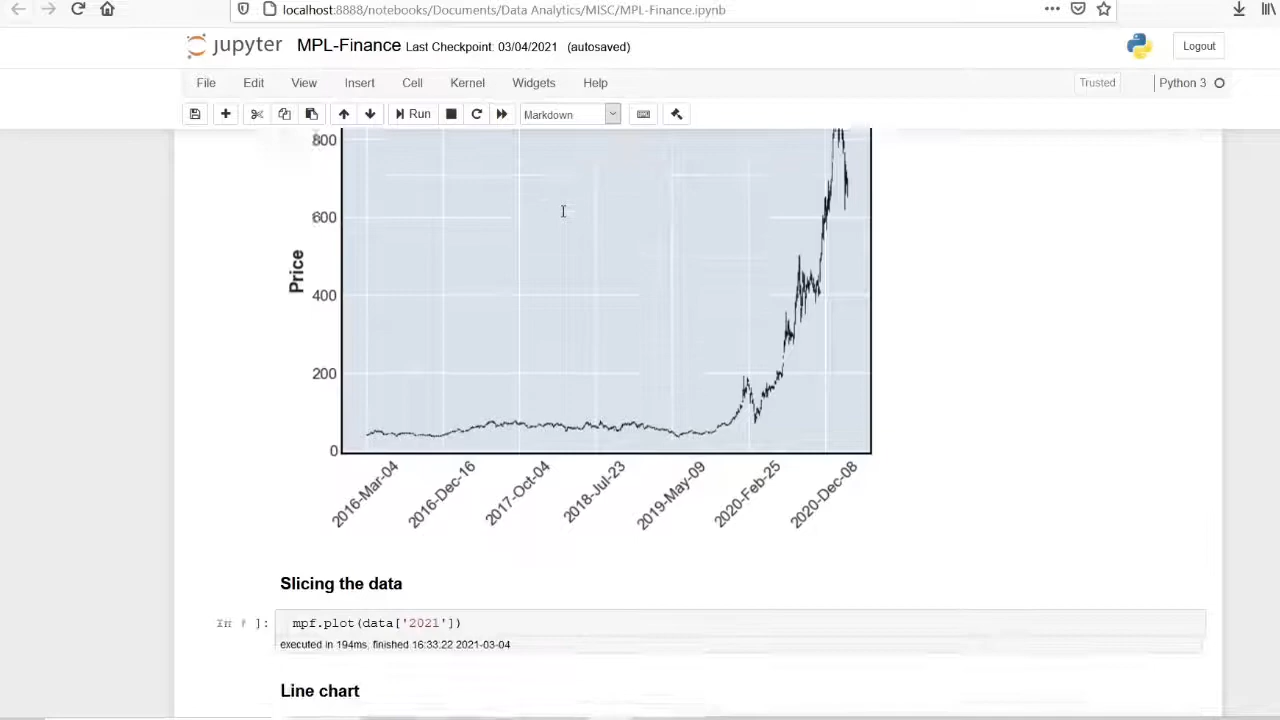 localhost:8888/notebooks/Documents/Data Analytics/MISC/MPL-Finance.ipynb
jupyter MPL-Finance Last Checkpoint: 03/04/2021 (autosaved)
Logout
File Edit View Insert Cell Kernel Widgets Help
Trusted Python 3
Run Markdown
800
600
400
200
0
Price
2016-Mar-04
2016-Dec-16
2017-Oct-04
2018-Jul-23
2019-May-09
2020-Feb-25
2020-Dec-08
Slicing the data
In ]: mpf.plot(data['2021'])
executed in 194ms, finished 16:33:22 2021-03-04
Line chart